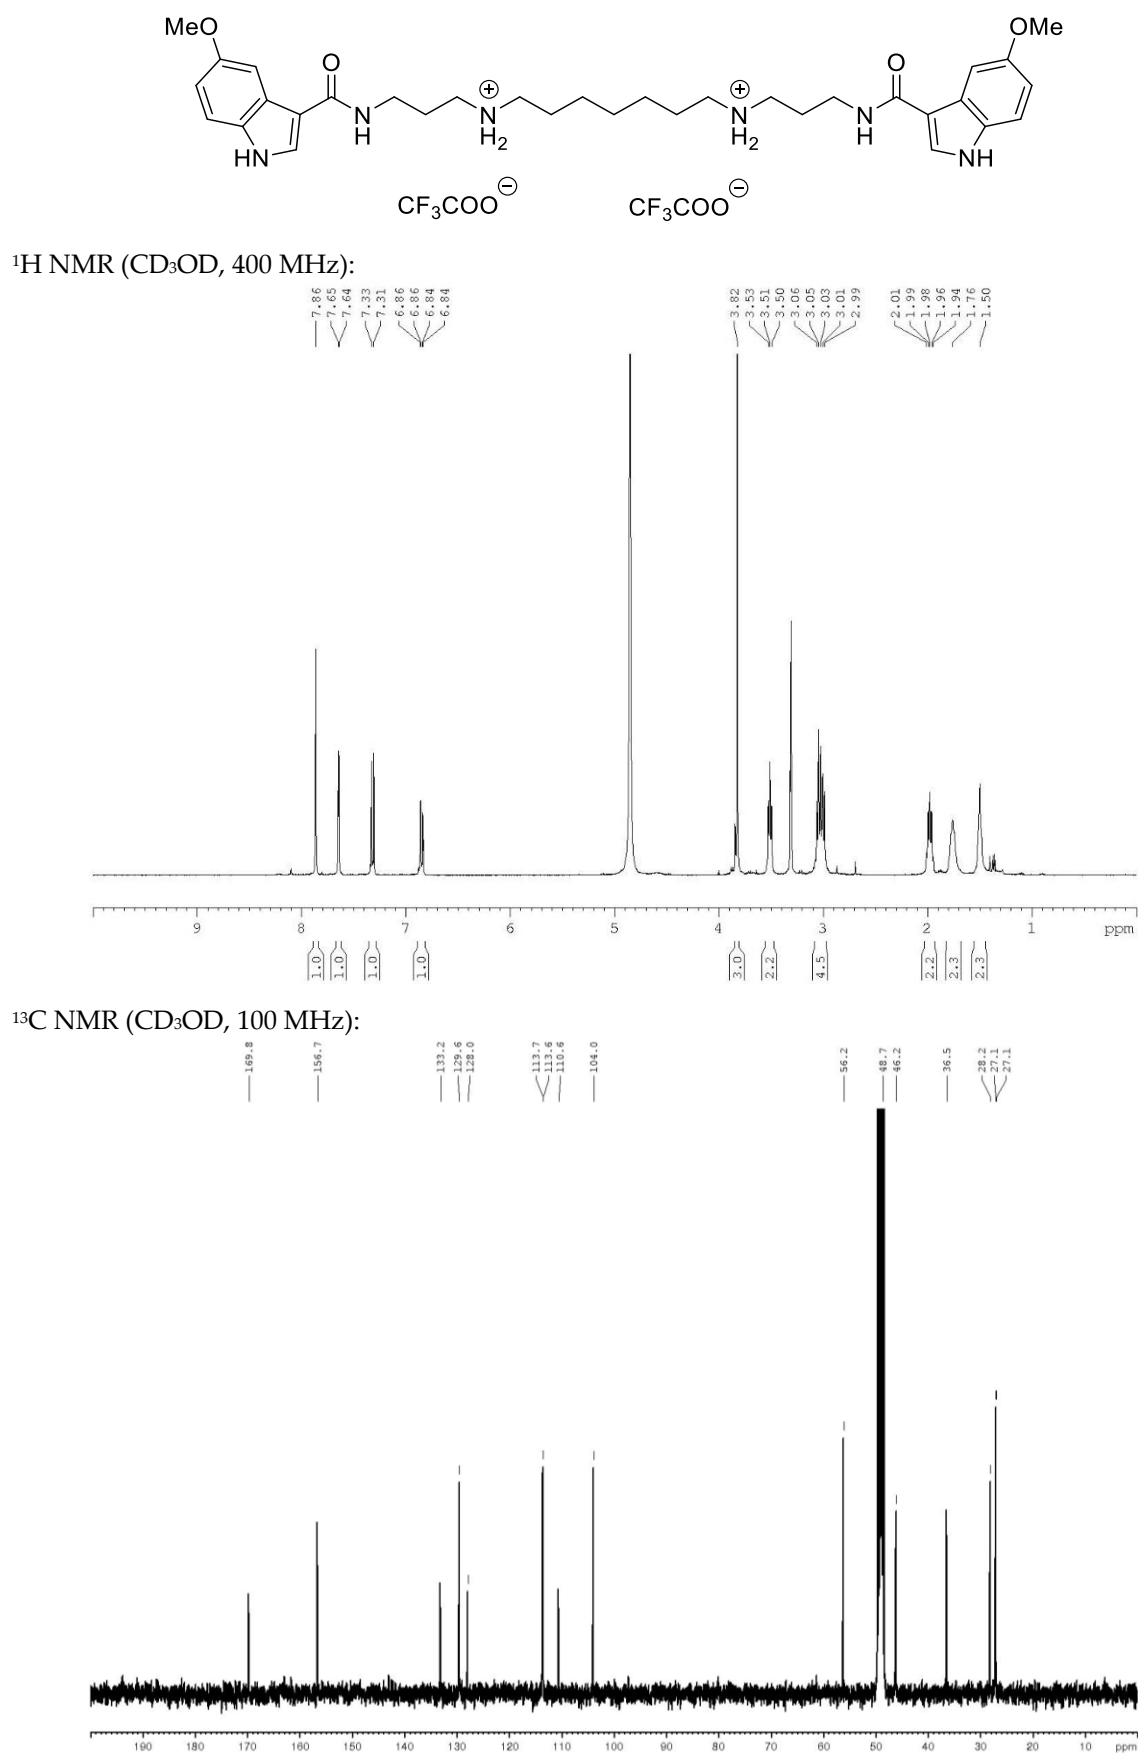 MeO OMe
O O
⊕ ⊕
N N N N
H H2 H2 H
HN NH
CF3COO⊖ CF3COO⊖
¹H NMR (CD₃OD, 400 MHz):
7.86 7.65 7.64 7.33 7.31 6.86 6.86 6.84 6.84 3.82 3.53 3.51 3.50 3.06 3.05 3.03 3.01 2.99 2.01 1.99 1.98 1.96 1.94 1.76 1.50
9 8 7 6 5 4 3 2 1 ppm
1.0 1.0 1.0 1.0 3.0 2.2 4.5 2.2 2.3 2.3
¹³C NMR (CD₃OD, 100 MHz):
169.8 156.7 133.2 129.6 128.0 113.7 113.6 110.6 104.0 56.2 48.7 46.2 36.5 28.2 27.1 27.1
190 180 170 160 150 140 130 120 110 100 90 80 70 60 50 40 30 20 10 ppm